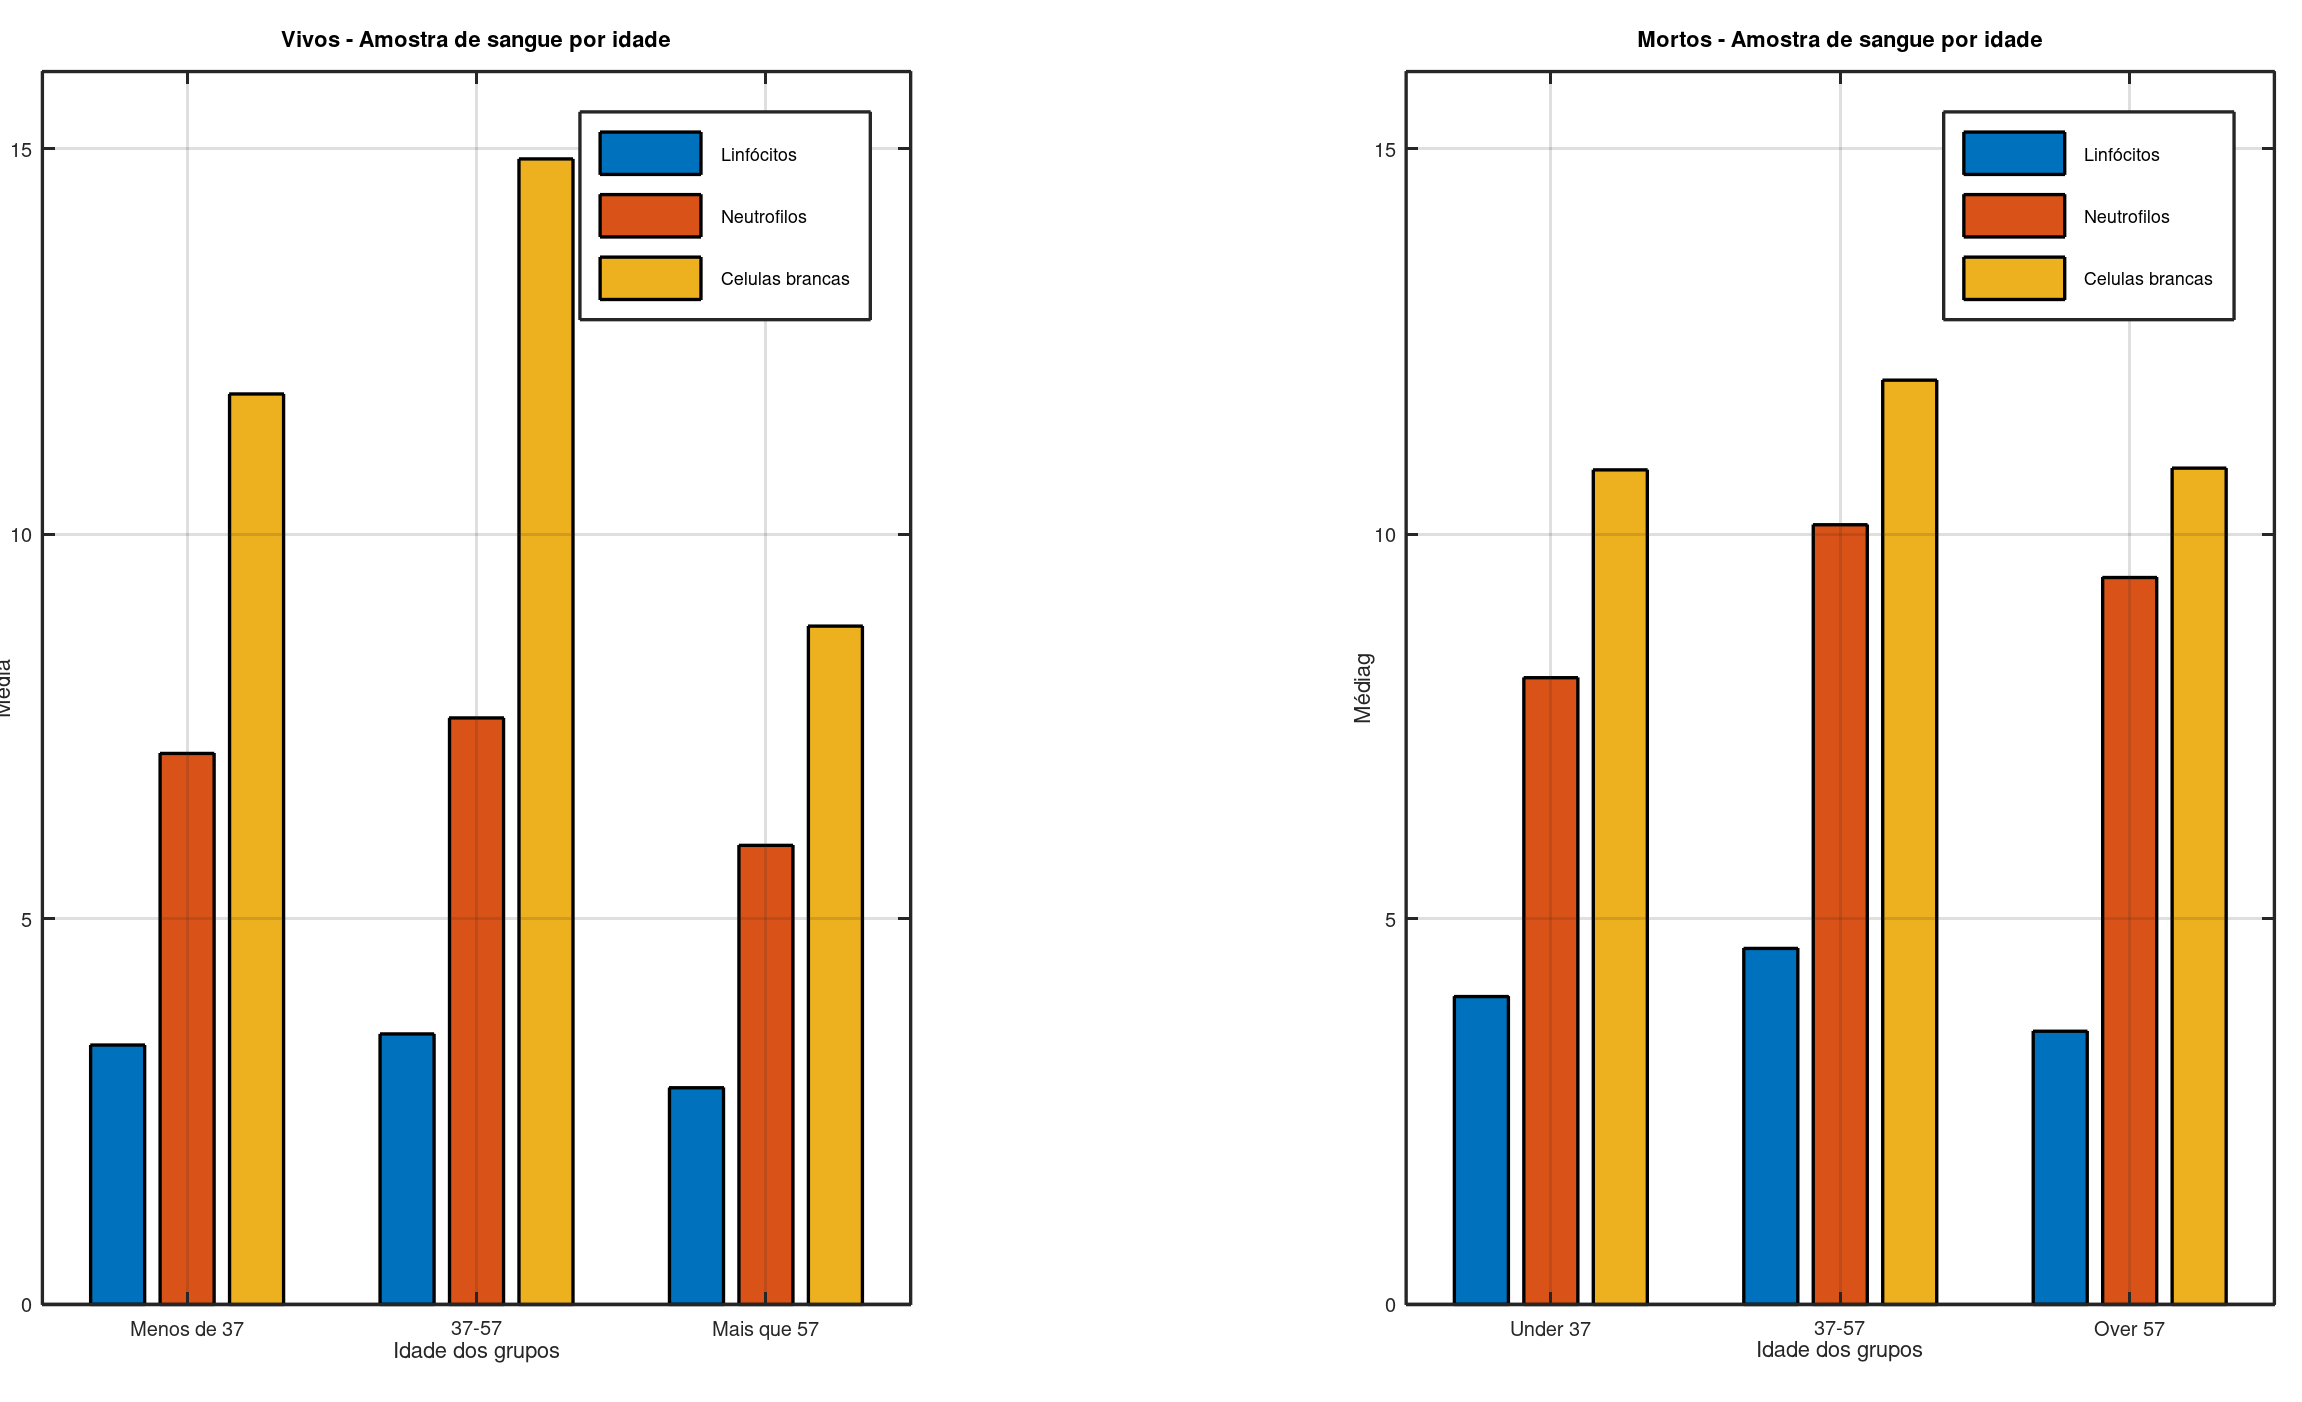 Vivos - Amostra de sangue por idade
15
10
5
0
Média
Linfócitos
Neutrofilos
Celulas brancas
Menos de 37
37-57
Mais que 57
Idade dos grupos
Mortos - Amostra de sangue por idade
15
10
5
0
Médiag
Linfócitos
Neutrofilos
Celulas brancas
Under 37
37-57
Over 57
Idade dos grupos